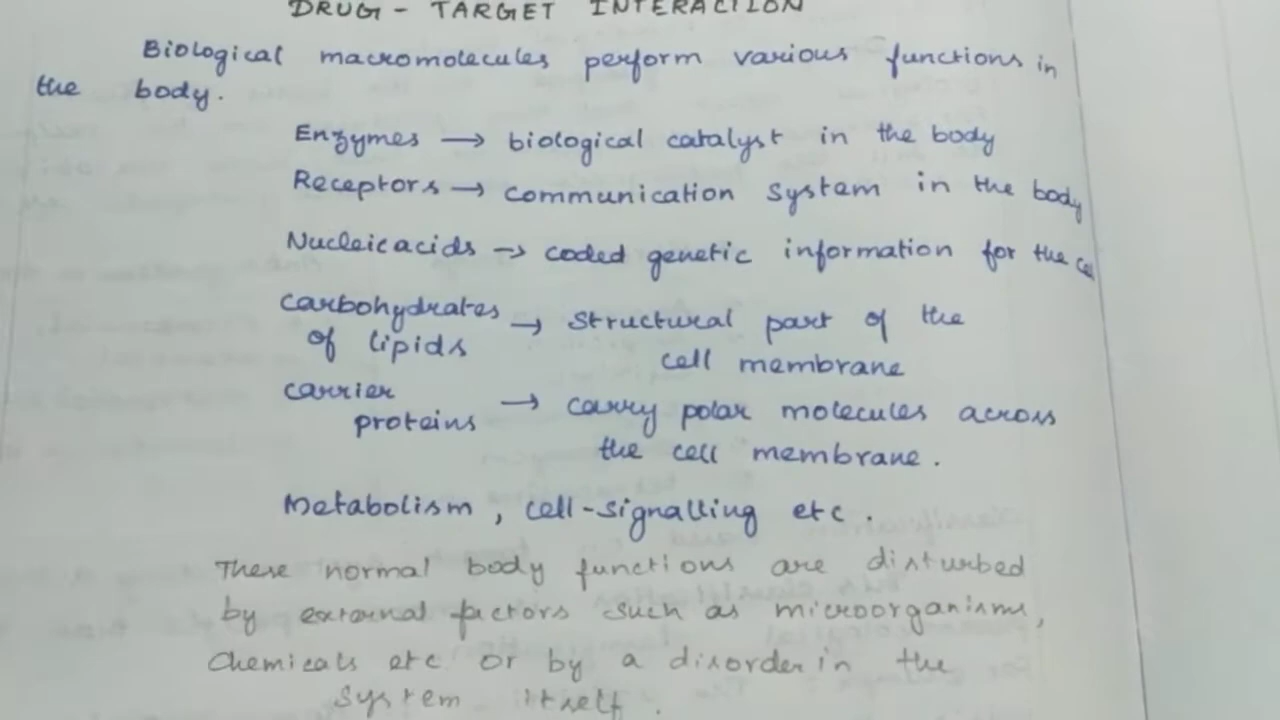 DRUG - TARGET INTERACTION
Biological macromolecules perform various functions in
the body.
Enzymes → biological catalyst in the body
Receptors → communication system in the body
Nucleic acids → coded genetic information for the cell
carbohydrates
of lipids → structural part of the
cell membrane
carrier
proteins → carry polar molecules across
the cell membrane.
Metabolism, cell-signalling etc.
These normal body functions are disturbed
by external factors such as microorganisms,
chemicals etc or by a disorder in the
system itself.